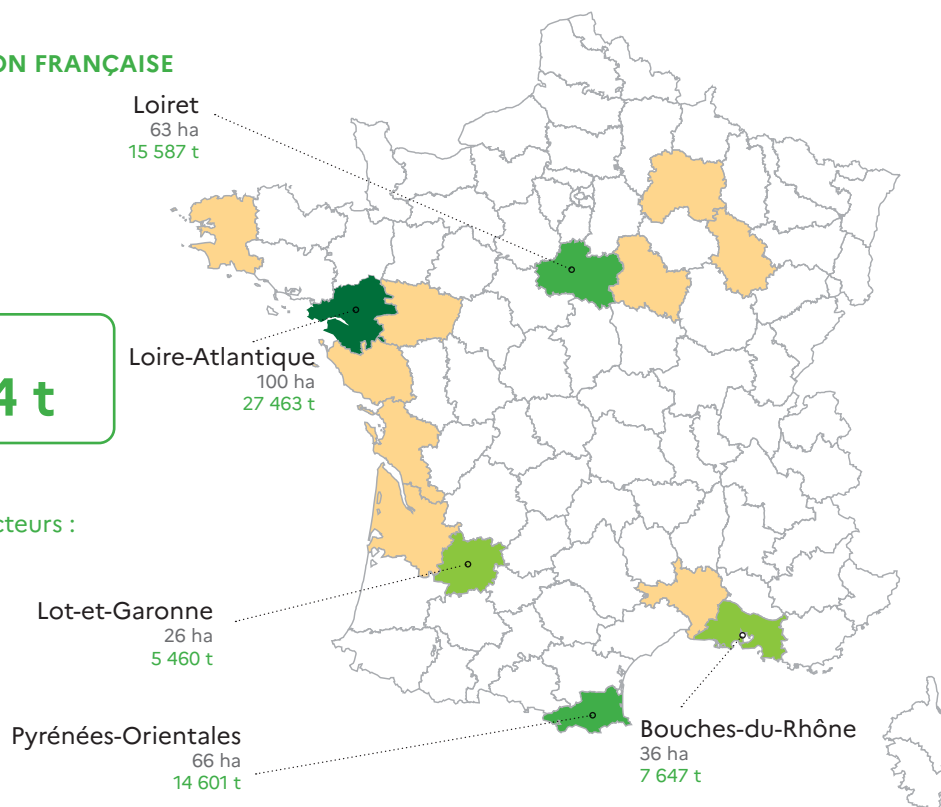 ON FRANÇAISE
Loiret
63 ha
15 587 t
Loire-Atlantique
100 ha
27 463 t
4 t
cteurs :
Lot-et-Garonne
26 ha
5 460 t
Pyrénées-Orientales
66 ha
14 601 t
Bouches-du-Rhône
36 ha
7 647 t